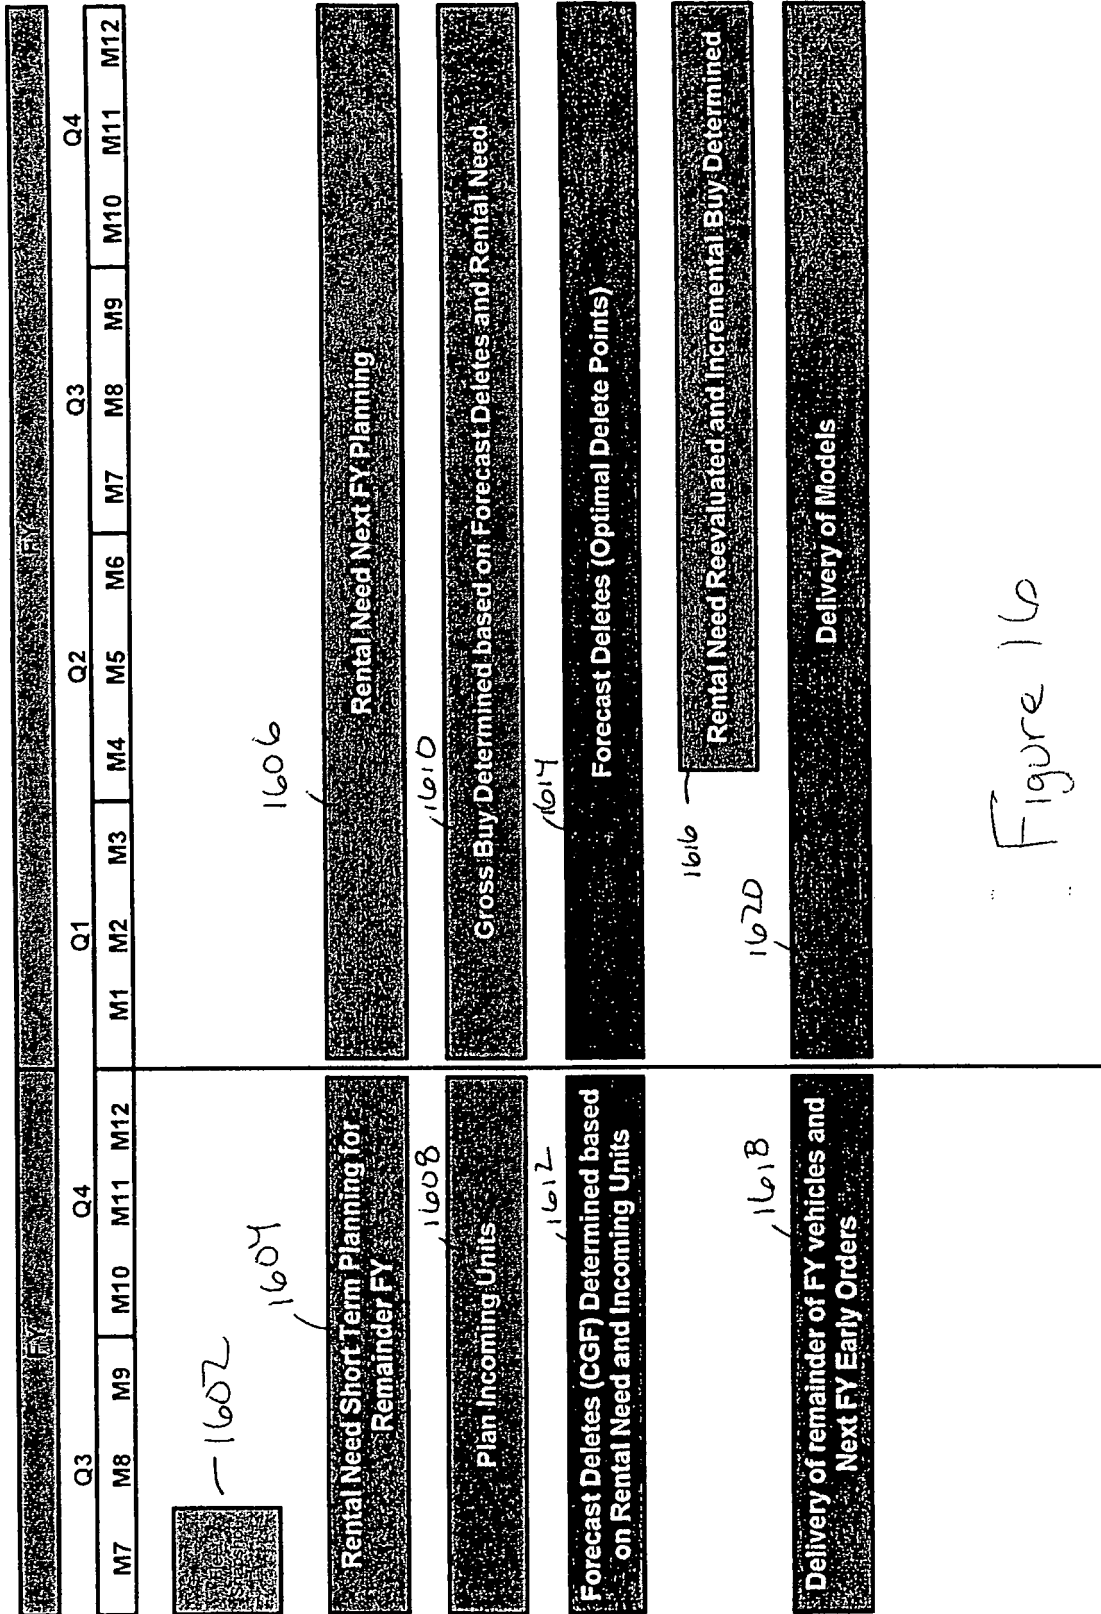 FY FY
Q3 Q4 Q1 Q2 Q3 Q4
M7 M8 M9 M10 M11 M12 M1 M2 M3 M4 M5 M6 M7 M8 M9 M10 M11 M12
1602
1604
Rental Need Short Term Planning for
Remainder FY
1606
Rental Need Next FY Planning
1608
Plan Incoming Units
1610
Gross Buy Determined based on Forecast Deletes and Rental Need
1612
Forecast Deletes (CGF) Determined based
on Rental Need and Incoming Units
1614
Forecast Deletes (Optimal Delete Points)
1616
Rental Need Reevaluated and Incremental Buy Determined
1618
Delivery of remainder of FY vehicles and
Next FY Early Orders
1620
Delivery of Models
Figure 16